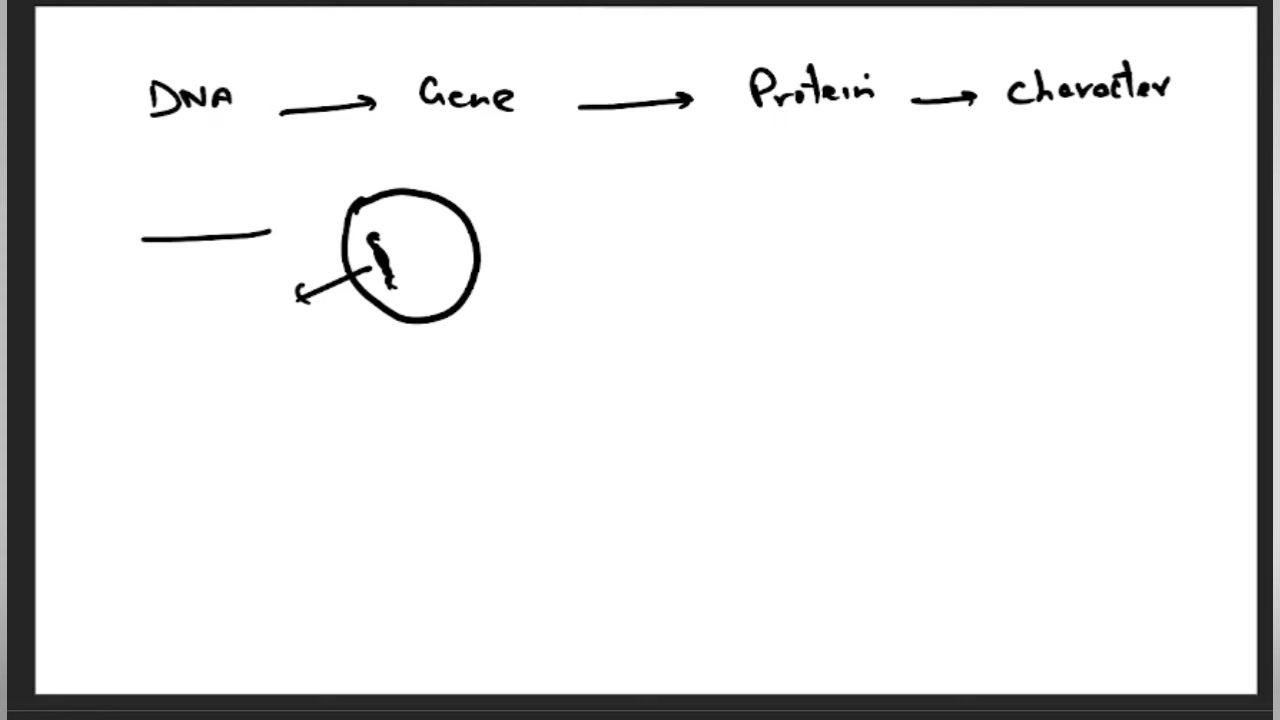 DNA → Gene → Protein → character